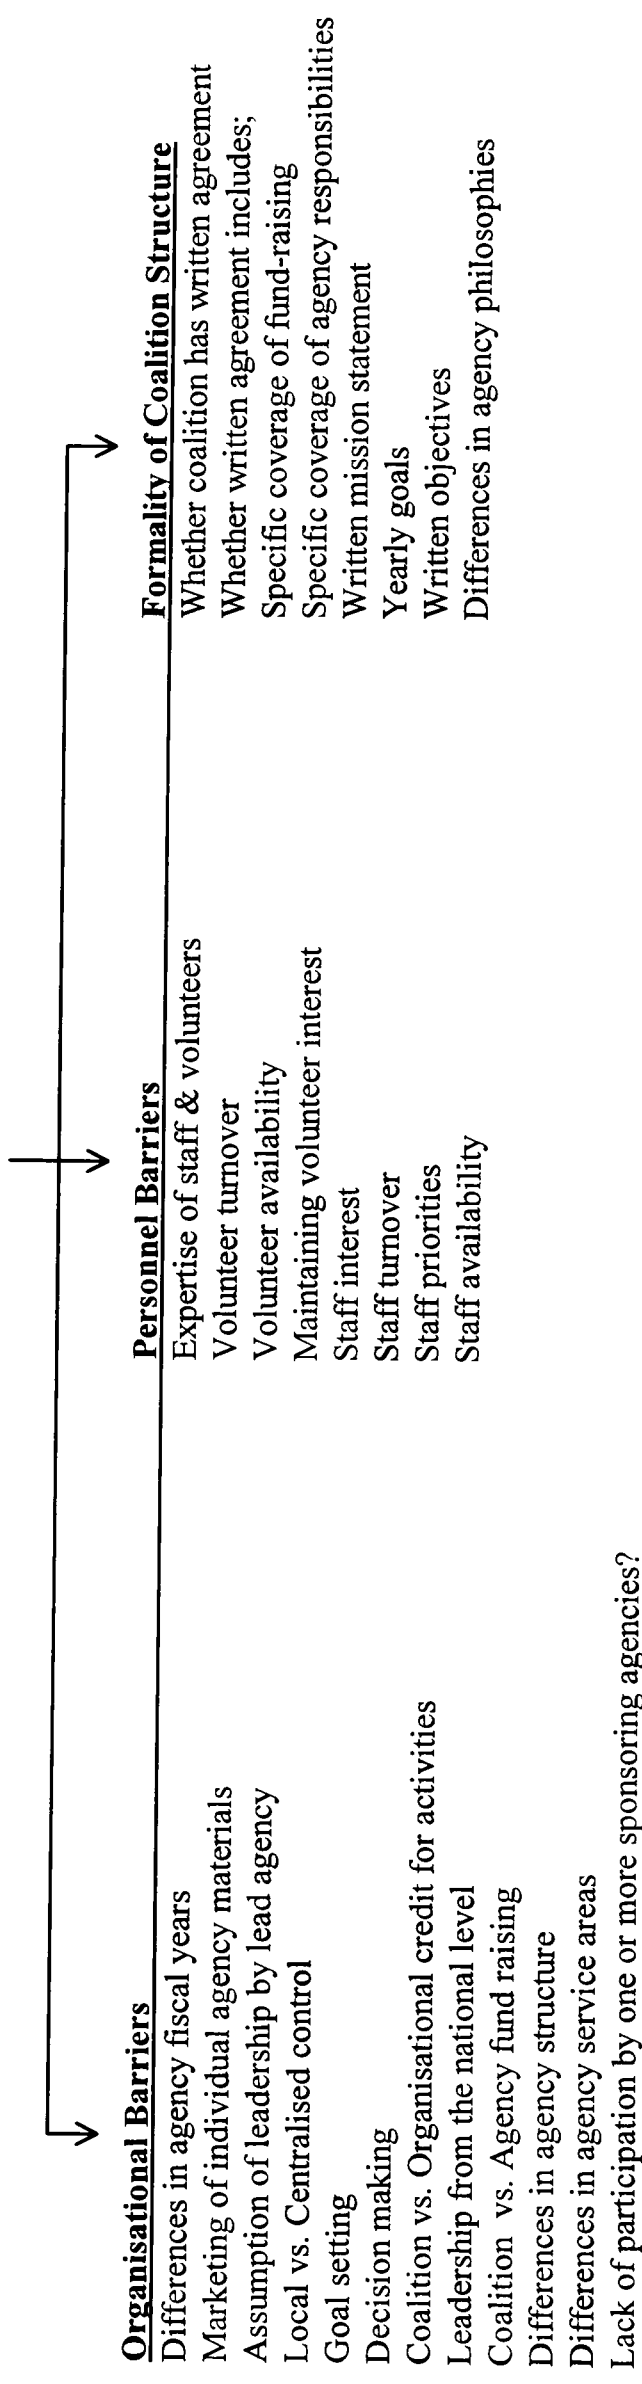 Organisational Barriers
Differences in agency fiscal years
Marketing of individual agency materials
Assumption of leadership by lead agency
Local vs. Centralised control
Goal setting
Decision making
Coalition vs. Organisational credit for activities
Leadership from the national level
Coalition vs. Agency fund raising
Differences in agency structure
Differences in agency service areas
Lack of participation by one or more sponsoring agencies?
Personnel Barriers
Expertise of staff & volunteers
Volunteer turnover
Volunteer availability
Maintaining volunteer interest
Staff interest
Staff turnover
Staff priorities
Staff availability
Formality of Coalition Structure
Whether coalition has written agreement
Whether written agreement includes;
Specific coverage of fund-raising
Specific coverage of agency responsibilities
Written mission statement
Yearly goals
Written objectives
Differences in agency philosophies